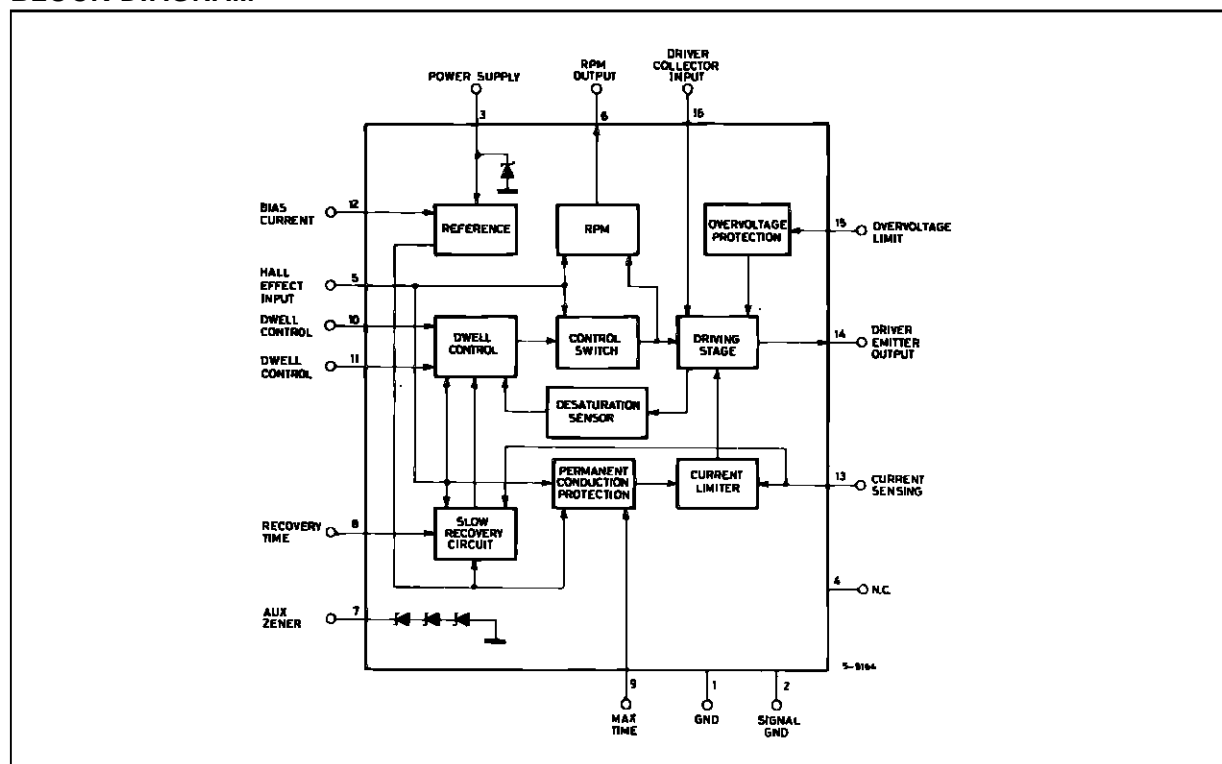 DRIVER
COLLECTOR
INPUT
RPM
OUTPUT
POWER SUPPLY
3
6
16
BIAS
CURRENT
12
REFERENCE
RPM
OVERVOLTAGE
PROTECTION
15
OVERVOLTAGE
LIMIT
HALL
EFFECT
INPUT
5
DWELL
CONTROL
10
DWELL
CONTROL
11
DWELL
CONTROL
CONTROL
SWITCH
DRIVING
STAGE
14
DRIVER
EMITTER
OUTPUT
DESATURATION
SENSOR
PERMANENT
CONDUCTION
PROTECTION
CURRENT
LIMITER
13
CURRENT
SENSING
RECOVERY
TIME
8
SLOW
RECOVERY
CIRCUIT
4
N.C.
AUX
ZENER
7
S-9164
9
1
2
MAX
TIME
GND
SIGNAL
GND